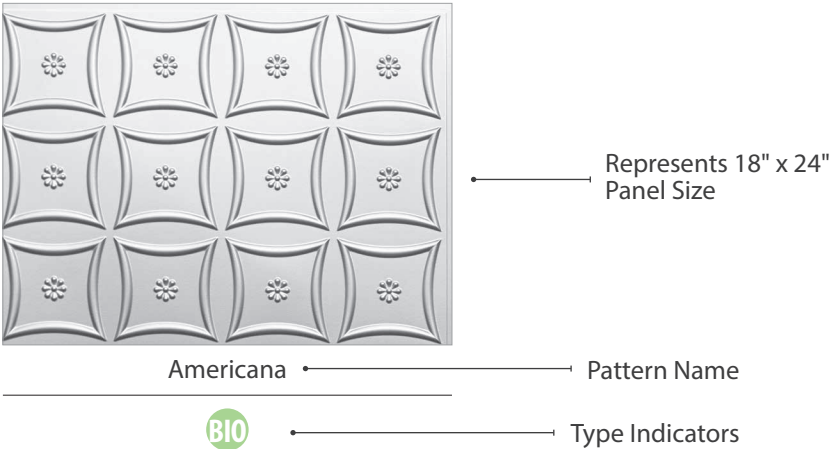 Represents 18" x 24"
Panel Size
Americana
Pattern Name
BIO
Type Indicators